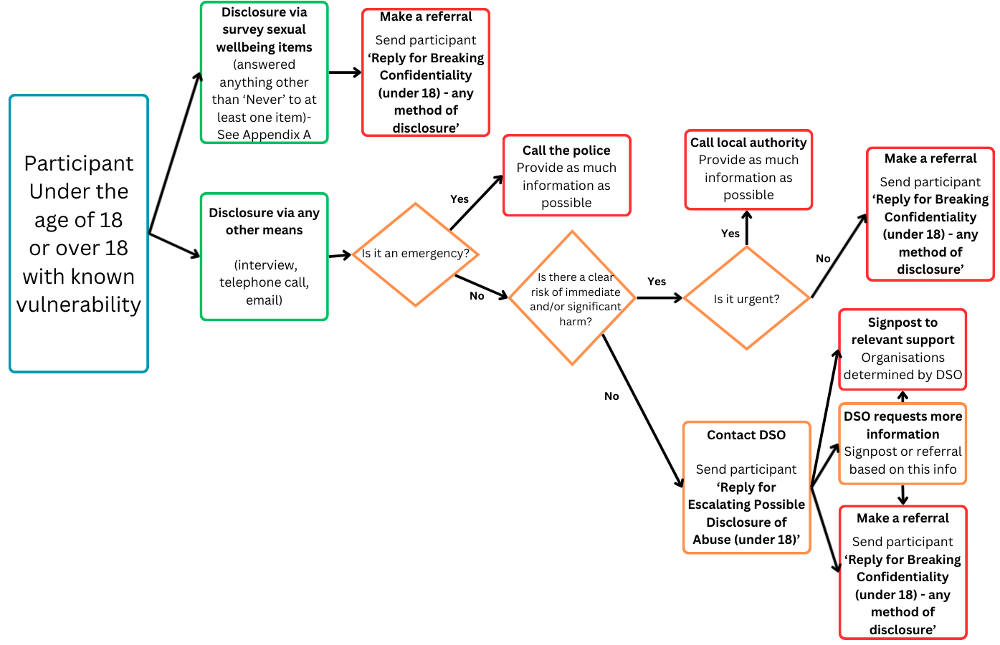 Participant
Under the
age of 18
or over 18
with known
vulnerability
Disclosure via
survey sexual
wellbeing items
(answered
anything other
than ‘Never’ to at
least one item)-
See Appendix A
Make a referral
Send participant
‘Reply for Breaking
Confidentiality
(under 18) - any
method of
disclosure’
Disclosure via any
other means
(interview,
telephone call,
email)
Is it an emergency?
Yes
No
Call the police
Provide as much
information as
possible
Is there a clear
risk of immediate
and/or significant
harm?
Yes
No
Is it urgent?
Yes
No
Call local authority
Provide as much
information as
possible
Make a referral
Send participant
‘Reply for Breaking
Confidentiality
(under 18) - any
method of
disclosure’
Contact DSO
Send participant
‘Reply for
Escalating Possible
Disclosure of
Abuse (under 18)’
Signpost to
relevant support
Organisations
determined by DSO
DSO requests more
information
Signpost or referral
based on this info
Make a referral
Send participant
‘Reply for Breaking
Confidentiality
(under 18) - any
method of
disclosure’